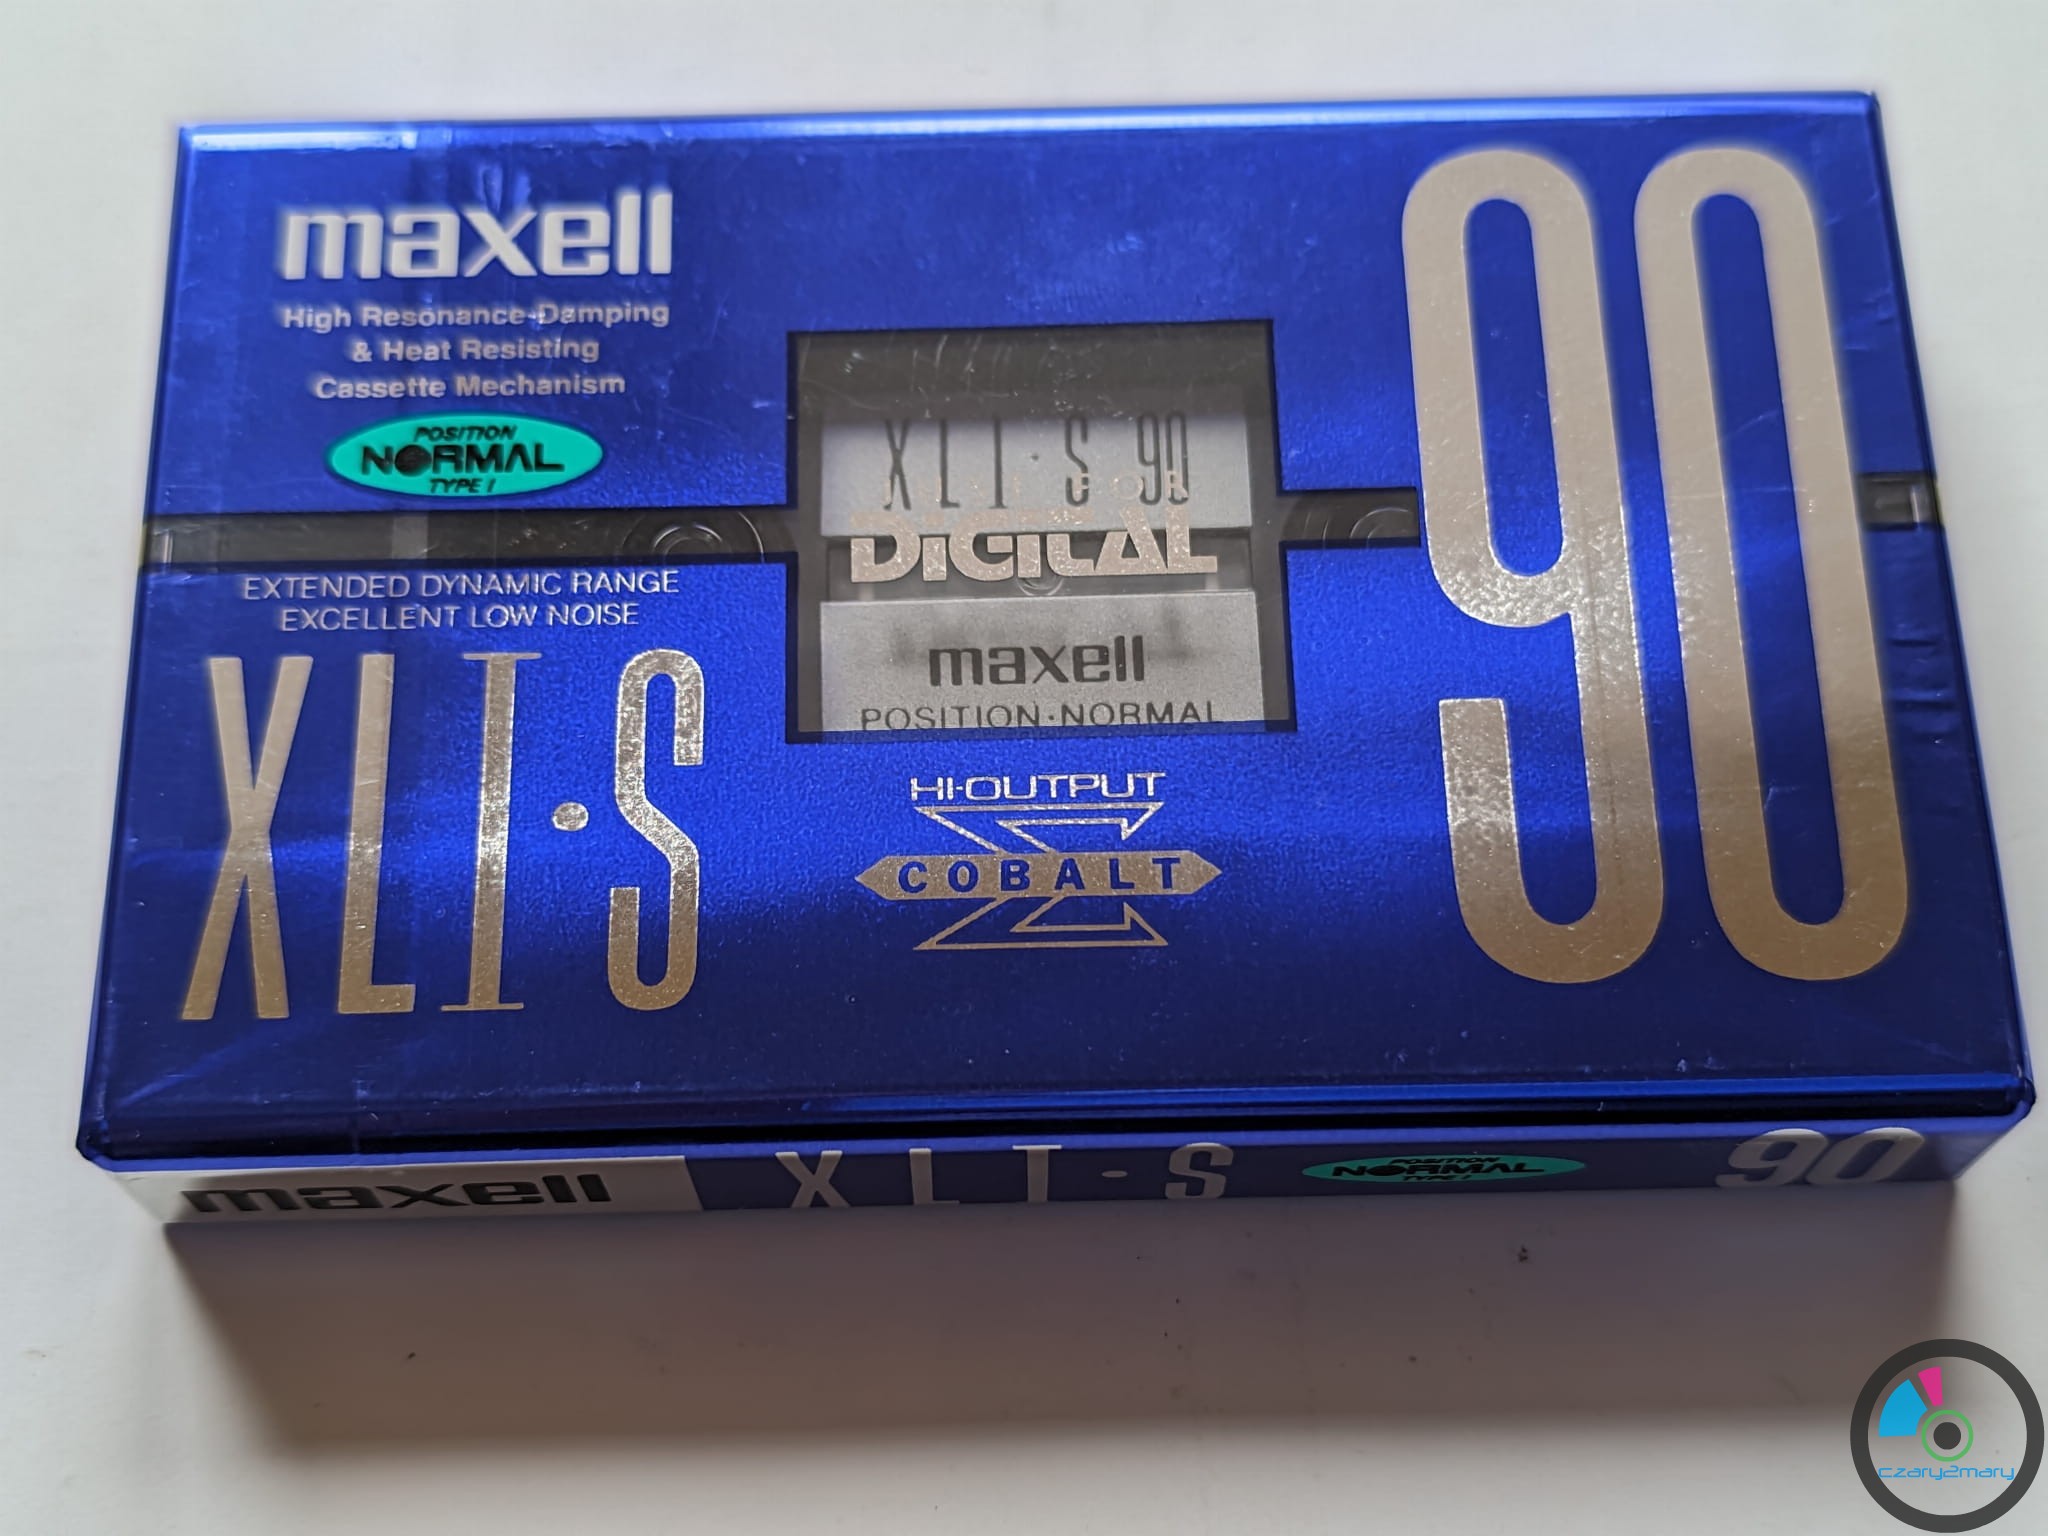 maxell
High Resonance-Damping
& Heat Resisting
Cassette Mechanism
POSITION
NORMAL
TYPE I
EXTENDED DYNAMIC RANGE
EXCELLENT LOW NOISE
XLI·S
XLI·S 90
DIGITAL
maxell
POSITION·NORMAL
HI-OUTPUT
COBALT
90
maxell XLI·S POSITION NORMAL TYPE I 90
czary2mary